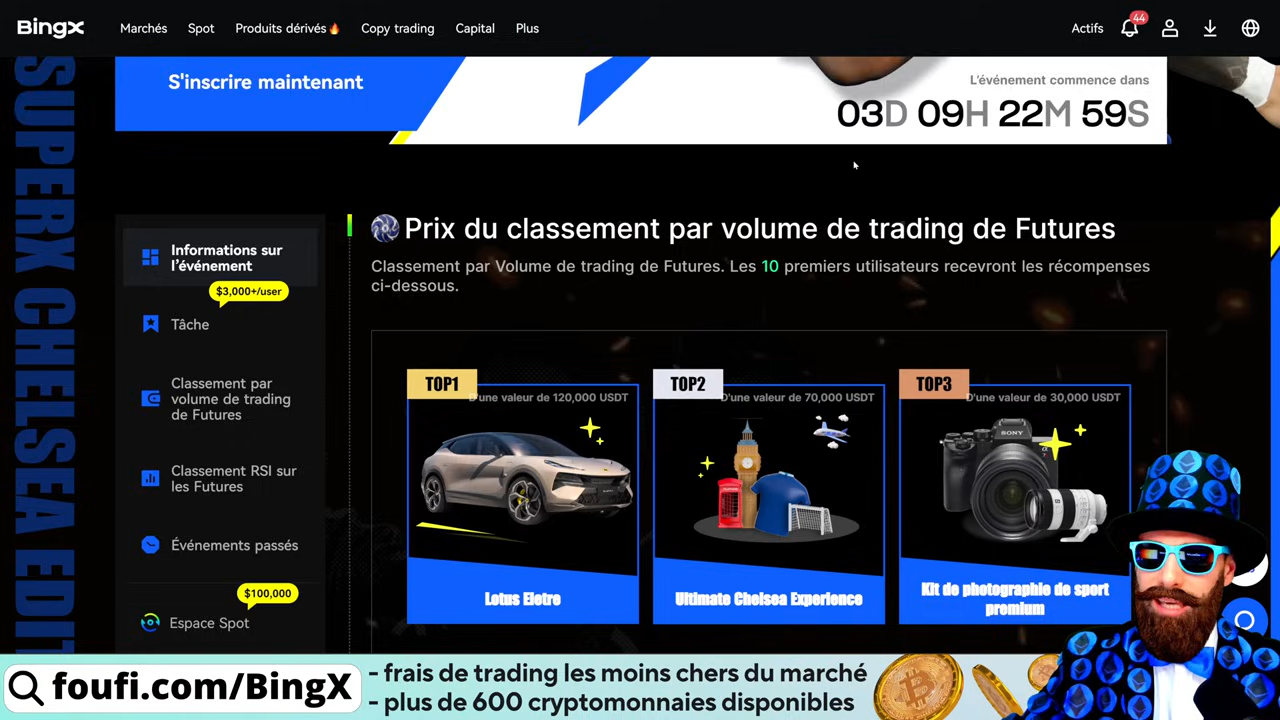 BingX
Marchés
Spot
Produits dérivés🔥
Copy trading
Capital
Plus
Actifs
44
S'inscrire maintenant
L'événement commence dans
03D 09H 22M 59S
SUPERX CHELSEA EDIT
Informations sur
l'événement
$3,000+/user
Tâche
Classement par
volume de trading
de Futures
Classement RSI sur
les Futures
Événements passés
$100,000
Espace Spot
Prix du classement par volume de trading de Futures
Classement par Volume de trading de Futures. Les 10 premiers utilisateurs recevront les récompenses
ci-dessous.
TOP1
D'une valeur de 120,000 USDT
Lotus Eletre
TOP2
D'une valeur de 70,000 USDT
Ultimate Chelsea Experience
TOP3
D'une valeur de 30,000 USDT
SONY
Kit de photographie de sport
premium
foufi.com/BingX
- frais de trading les moins chers du marché
- plus de 600 cryptomonnaies disponibles